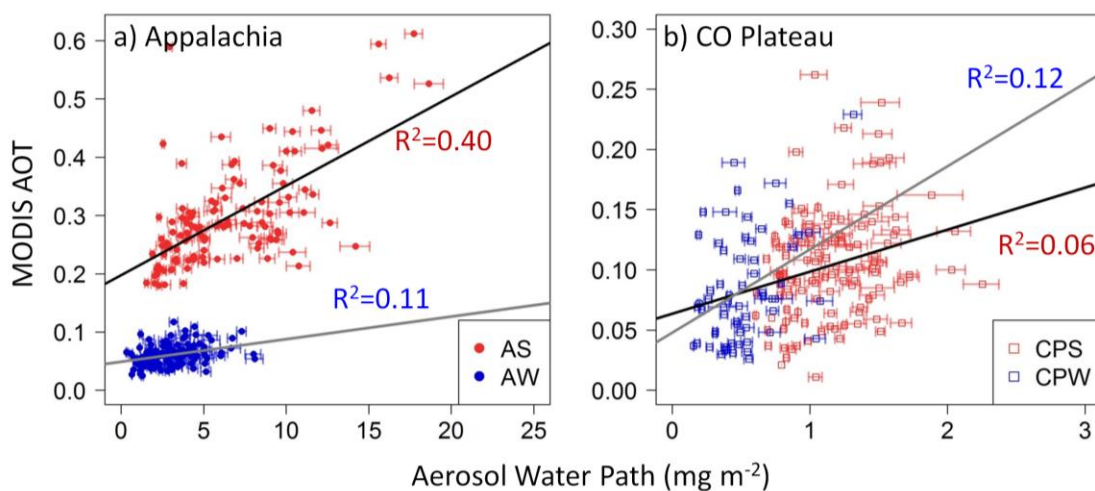 a) Appalachia
b) CO Plateau
MODIS AOT
0.6
0.5
0.4
0.3
0.2
0.1
0.0
R²=0.40
R²=0.11
AS
AW
0 5 10 15 20 25
0.30
0.25
0.20
0.15
0.10
0.05
0.00
R²=0.12
R²=0.06
CPS
CPW
0 1 2 3
Aerosol Water Path (mg m⁻²)